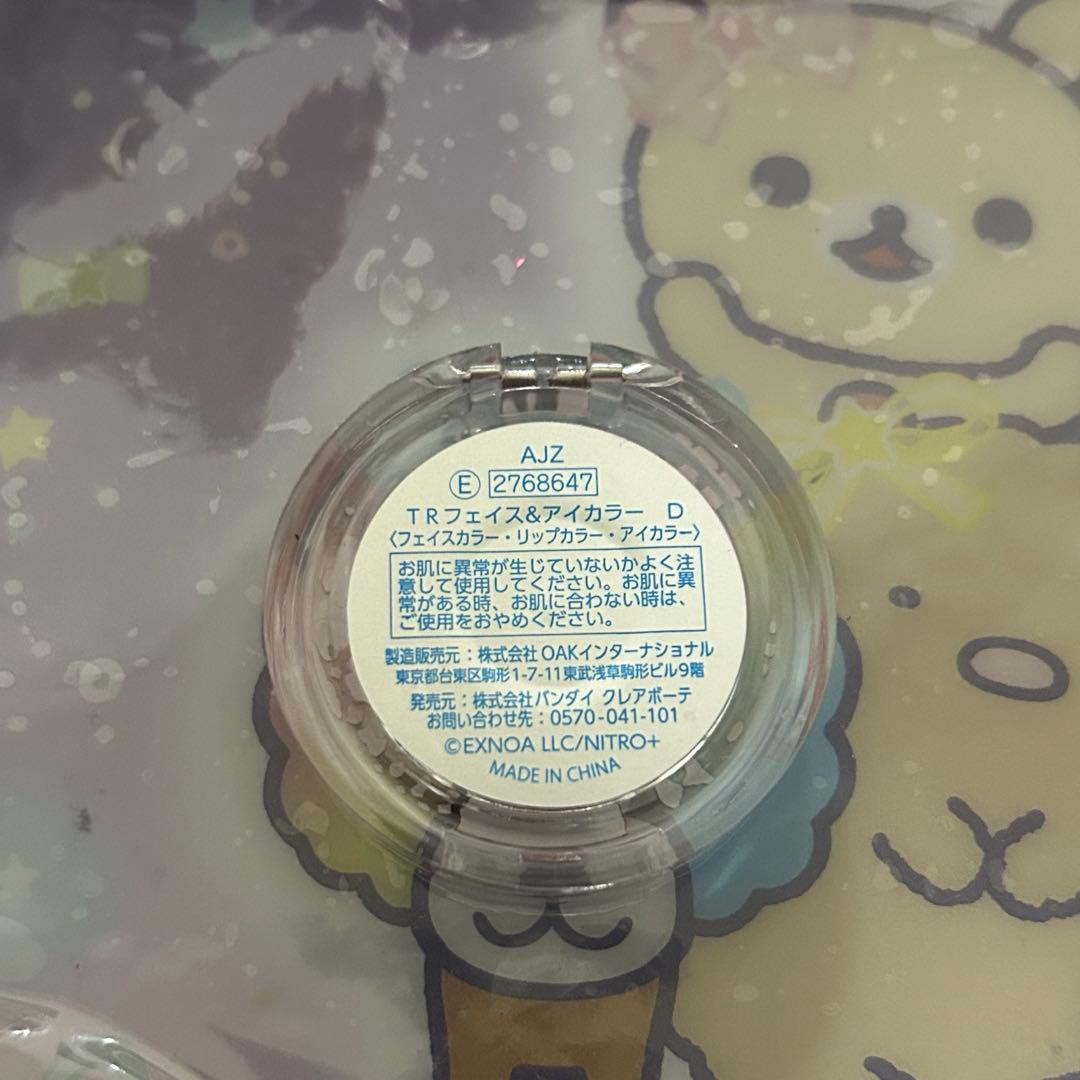 AJZ
Ⓔ 2768647
TRフェイス&アイカラー D
〈フェイスカラー・リップカラー・アイカラー〉
お肌に異常が生じていないかよく注
意して使用してください。お肌に異
常がある時、お肌に合わない時は、
ご使用をおやめください。
製造販売元：株式会社 OAKインターナショナル
東京都台東区駒形1-7-11東武浅草駒形ビル9階
発売元：株式会社バンダイ クレアボーテ
お問い合わせ先：0570-041-101
©EXNOA LLC/NITRO+
MADE IN CHINA